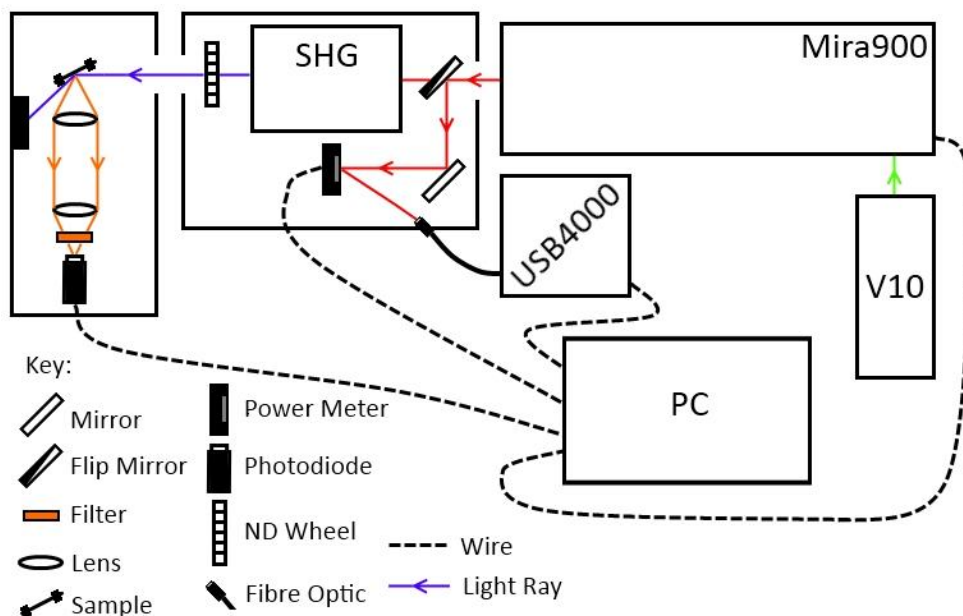 SHG
Mira900
USB4000
V10
PC
Key:
Mirror
Flip Mirror
Filter
Lens
Sample
Power Meter
Photodiode
ND Wheel
Fibre Optic
Wire
Light Ray